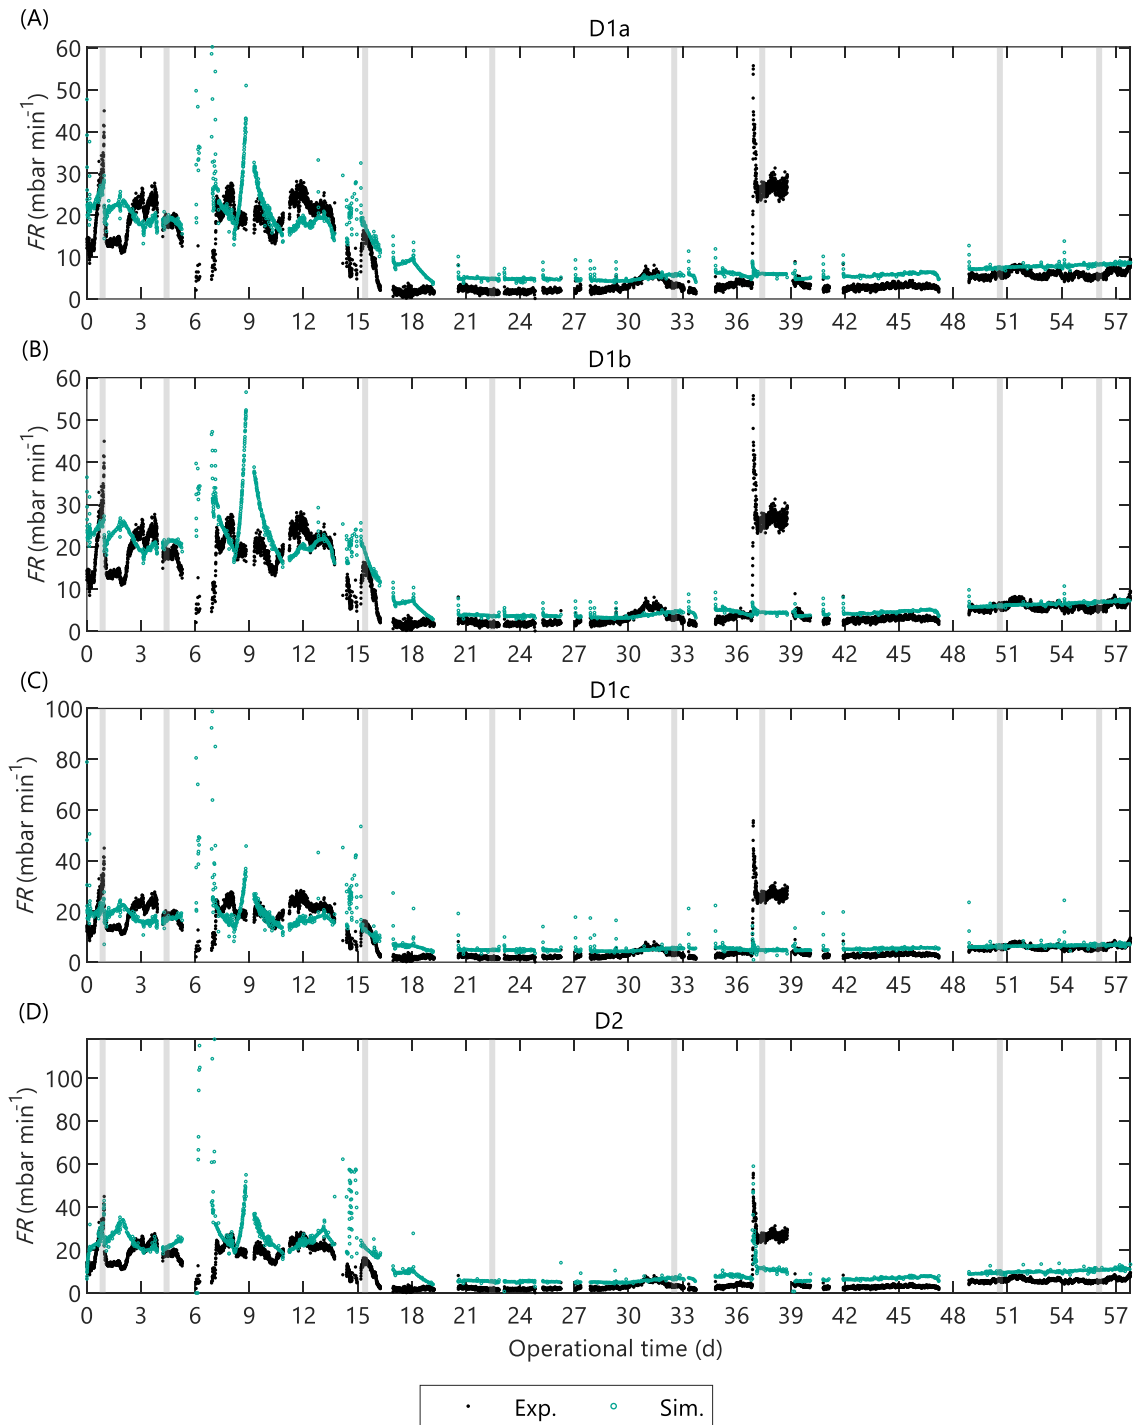 (A)
D1a
FR (mbar min⁻¹)
60
50
40
30
20
10
0
0 3 6 9 12 15 18 21 24 27 30 33 36 39 42 45 48 51 54 57
(B)
D1b
FR (mbar min⁻¹)
60
50
40
30
20
10
0
0 3 6 9 12 15 18 21 24 27 30 33 36 39 42 45 48 51 54 57
(C)
D1c
FR (mbar min⁻¹)
100
80
60
40
20
0
0 3 6 9 12 15 18 21 24 27 30 33 36 39 42 45 48 51 54 57
(D)
D2
FR (mbar min⁻¹)
100
80
60
40
20
0
0 3 6 9 12 15 18 21 24 27 30 33 36 39 42 45 48 51 54 57
Operational time (d)
Exp. Sim.